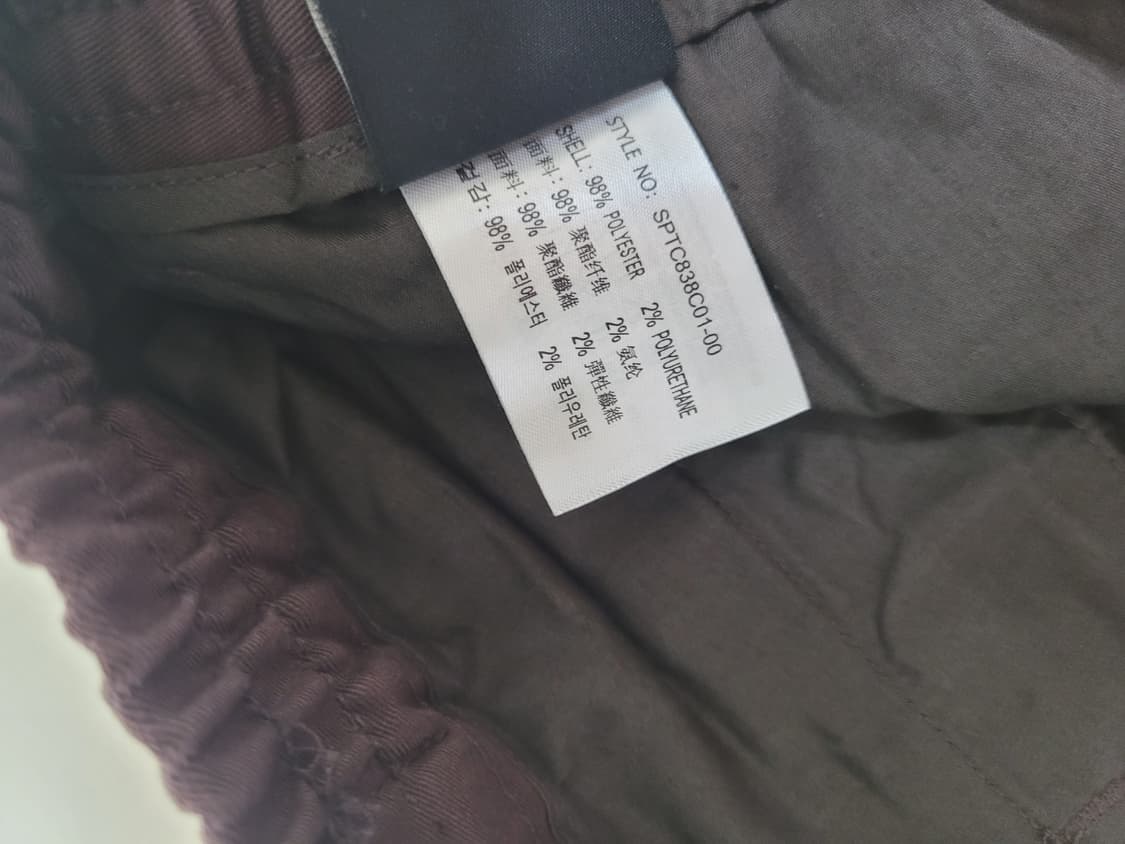 STYLE NO: SPTC838C01-00
SHELL: 98% POLYESTER 2% POLYURETHANE
面料: 98% 聚酯纤维 2% 氨纶
面料: 98% 聚酯纖維 2% 彈性纖維
겉감: 98% 폴리에스터 2% 폴리우레탄